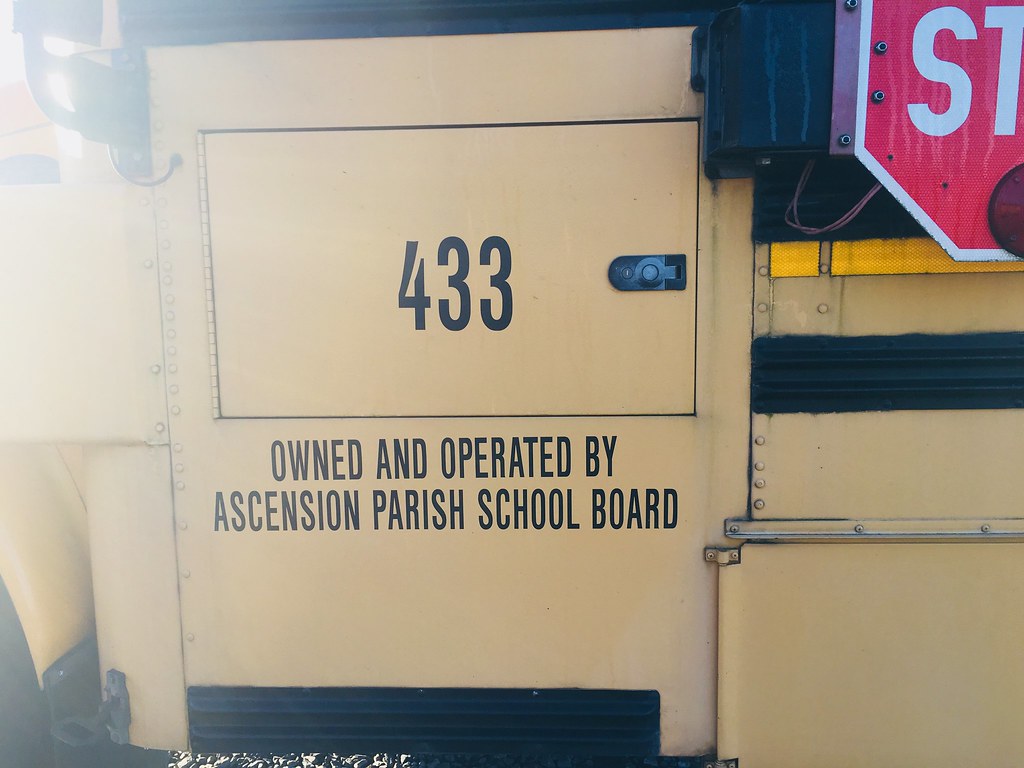 433
OWNED AND OPERATED BY
ASCENSION PARISH SCHOOL BOARD
ST